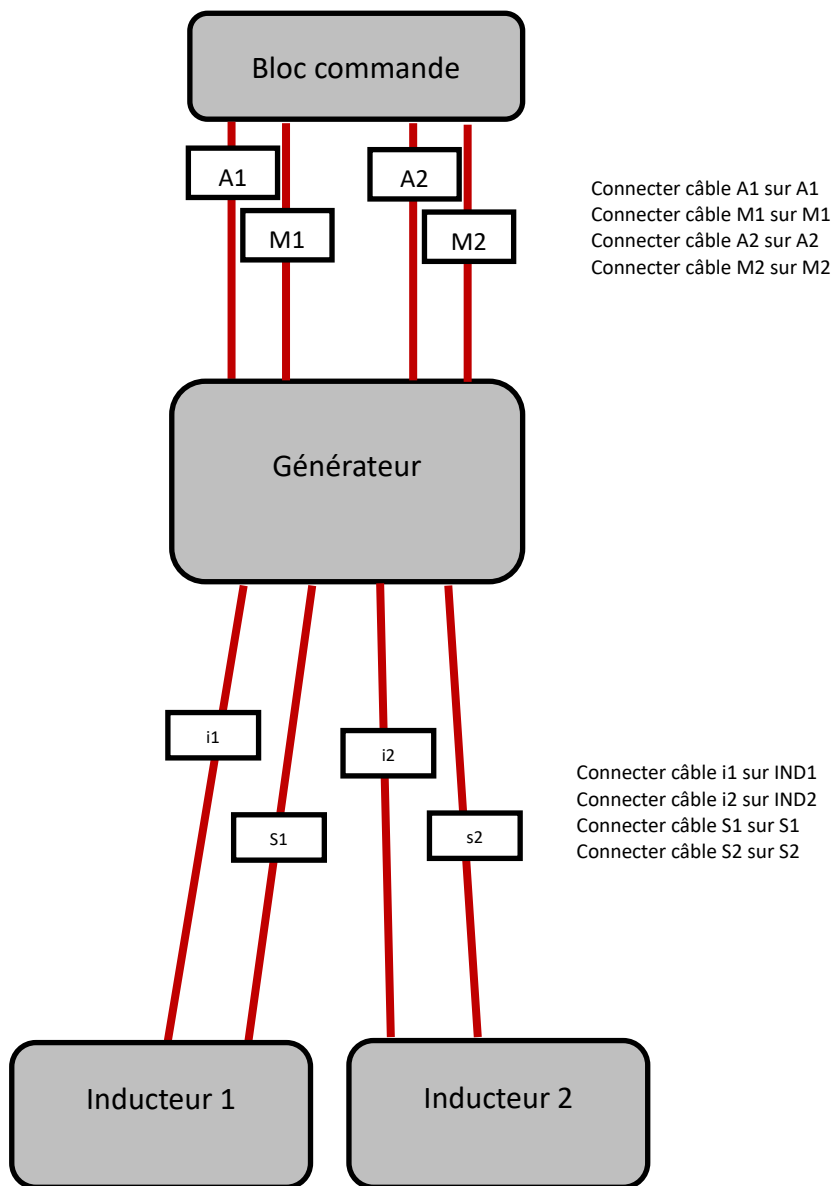 Bloc commande
A1
A2
M1
M2
Connecter câble A1 sur A1
Connecter câble M1 sur M1
Connecter câble A2 sur A2
Connecter câble M2 sur M2
Générateur
i1
i2
S1
s2
Connecter câble i1 sur IND1
Connecter câble i2 sur IND2
Connecter câble S1 sur S1
Connecter câble S2 sur S2
Inducteur 1
Inducteur 2